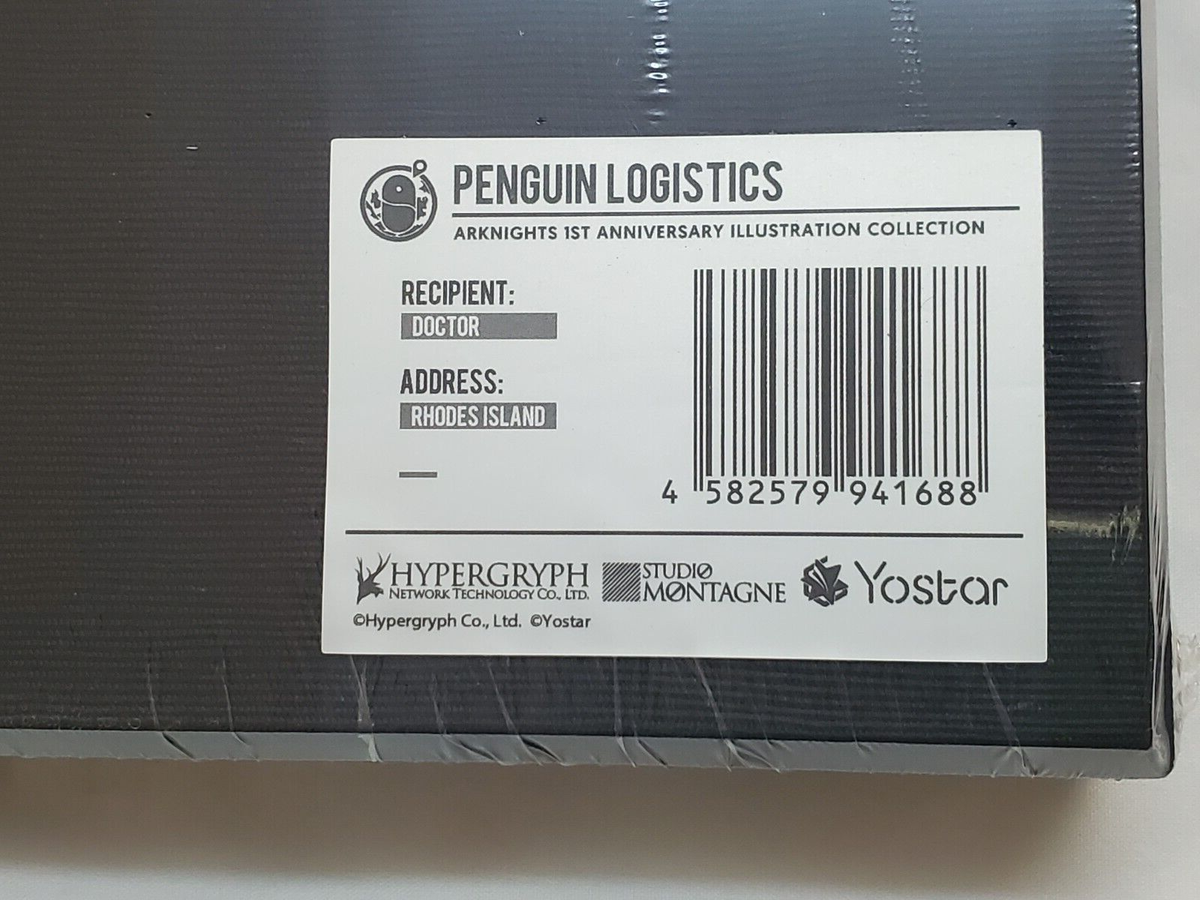 PENGUIN LOGISTICS
ARKNIGHTS 1ST ANNIVERSARY ILLUSTRATION COLLECTION
RECIPIENT:
DOCTOR
ADDRESS:
RHODES ISLAND
4 582579 941688
HYPERGRYPH
NETWORK TECHNOLOGY CO., LTD.
STUDIØ
MØNTAGNE
Yostar
©Hypergryph Co., Ltd. ©Yostar